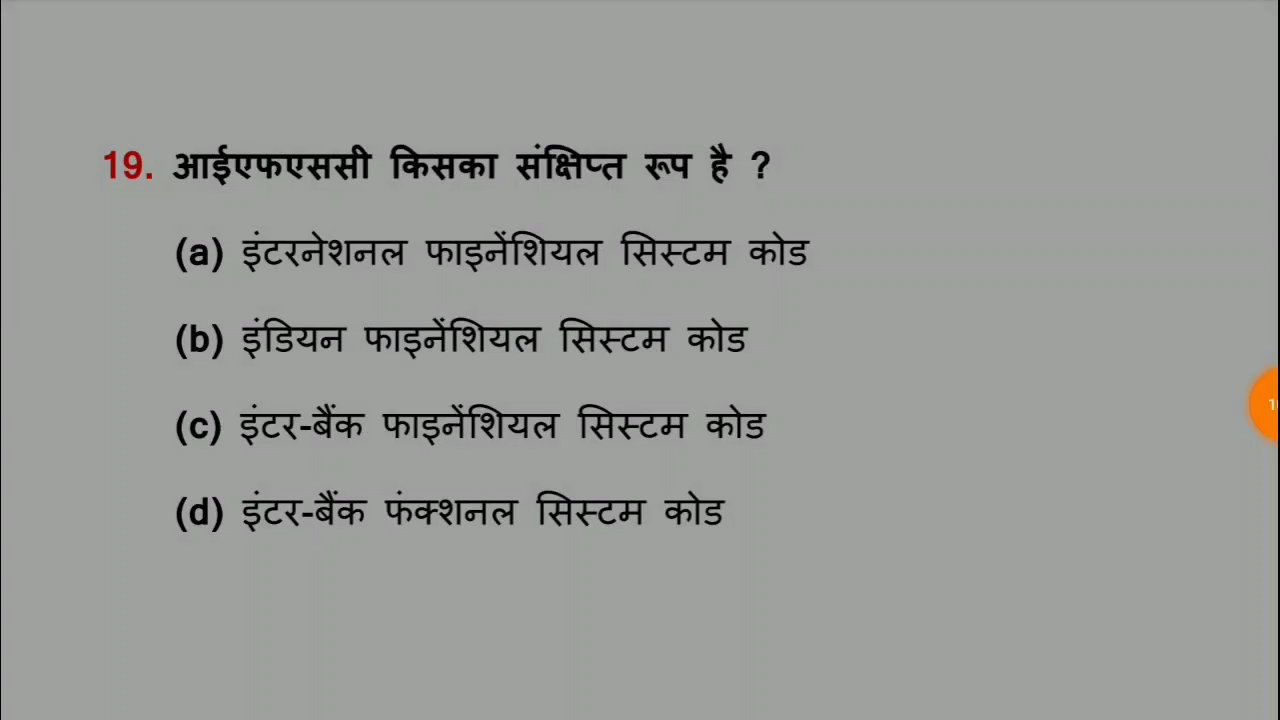 19. आईएफएससी किसका संक्षिप्त रूप है ?
(a) इंटरनेशनल फाइनेंशियल सिस्टम कोड
(b) इंडियन फाइनेंशियल सिस्टम कोड
(c) इंटर-बैंक फाइनेंशियल सिस्टम कोड
(d) इंटर-बैंक फंक्शनल सिस्टम कोड